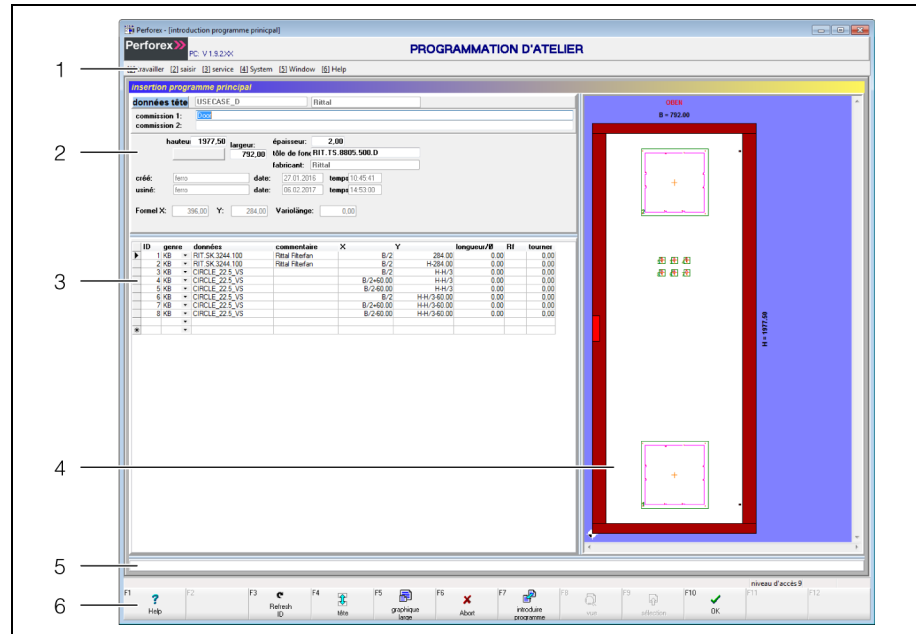 Perforex - [introduction programme prinicpal]
Perforex
PC: V 1.9.2XX
PROGRAMMATION D'ATELIER
1
[1] travailler [2] saisir [3] service [4] System [5] Window [6] Help
insertion programme principal
données tête USECASE_D Rittal
commission 1: Door
commission 2:
2
hauteu 1977,50 largeur: 792,00 épaisseur: 2,00
tôle de fond RIT.TS.8805.500.D
fabricant: Rittal
créé: ferro date: 27.01.2016 temps 10:45:41
usiné: ferro date: 06.02.2017 temps 14:53:00
Formel X: 396,00 Y: 284,00 Variolänge: 0,00
3
ID genre données commentaire X Y longueur/Ø RI tourner
1 KB RIT.SK.3244.100 Rittal Filterfan B/2 284.00 0,00 0,00
2 KB RIT.SK.3244.100 Rittal Filterfan B/2 H-284.00 0,00 0,00
3 KB CIRCLE_22.5_VS B/2 H-H/3 0,00 0,00
4 KB CIRCLE_22.5_VS B/2+60.00 H-H/3 0,00 0,00
5 KB CIRCLE_22.5_VS B/2-60.00 H-H/3 0,00 0,00
6 KB CIRCLE_22.5_VS B/2 H-H/3-60.00 0,00 0,00
7 KB CIRCLE_22.5_VS B/2+60.00 H-H/3-60.00 0,00 0,00
8 KB CIRCLE_22.5_VS B/2-60.00 H-H/3-60.00 0,00 0,00
OBEN
B = 792.00
H = 1977.50
4
5
niveau d'accès 9
6
F1 Help
F2
F3 Refresh ID
F4 tête
F5 graphique large
F6 Abort
F7 introduire programme
F8 vue
F9 sélection
F10 OK
F11
F12